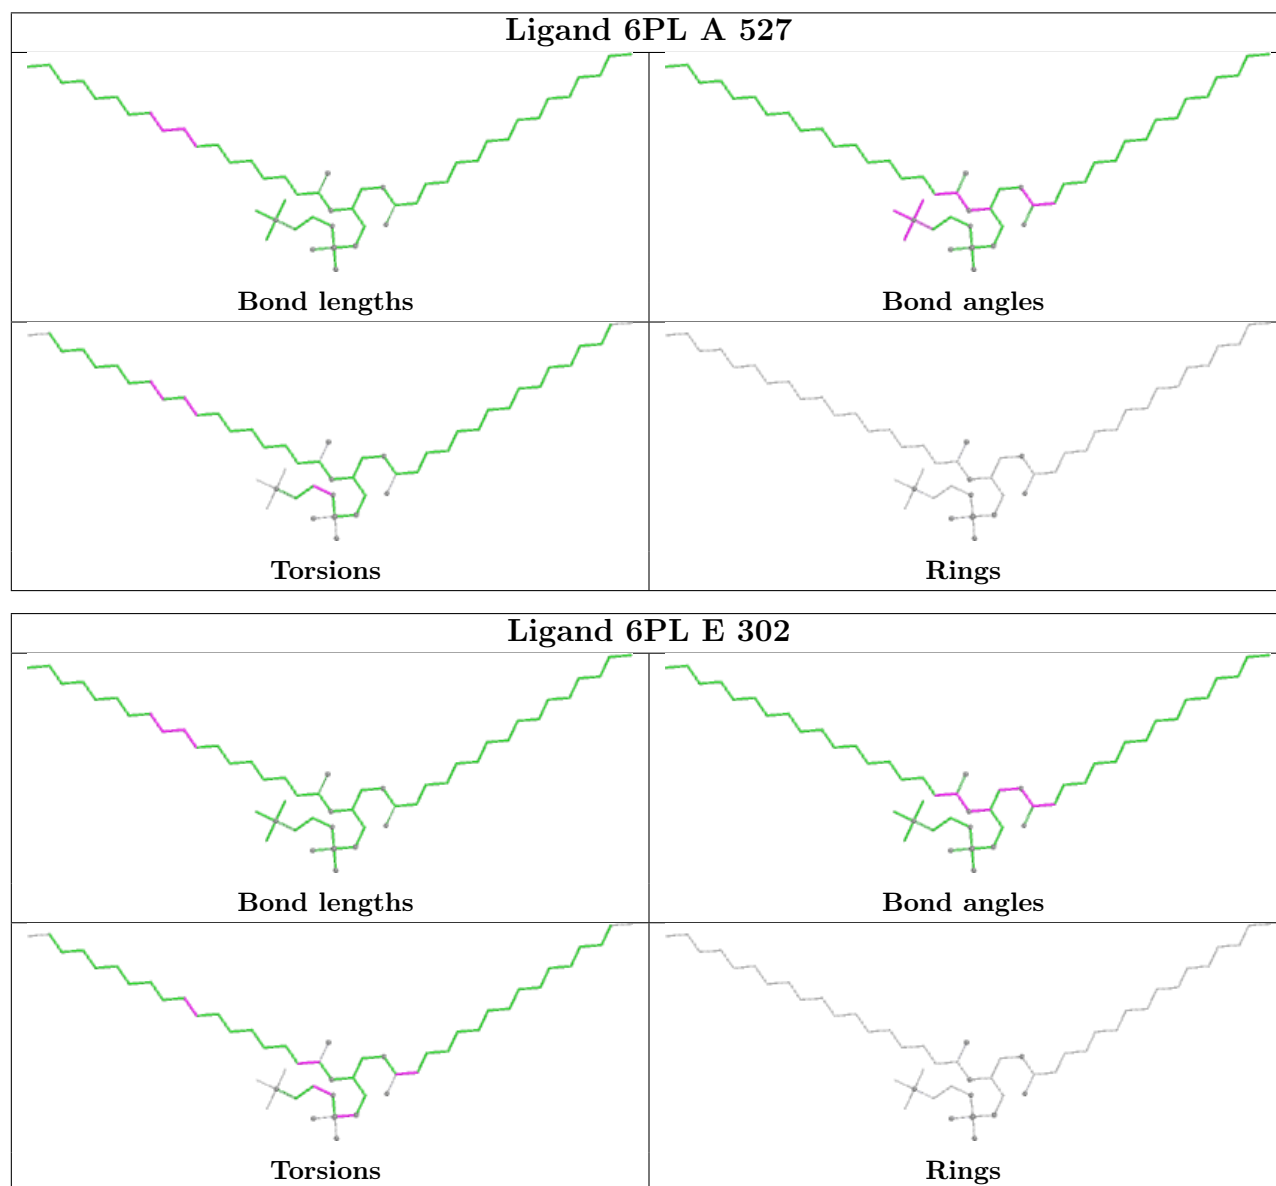 Ligand 6PL A 527
Bond lengths
Bond angles
Torsions
Rings
Ligand 6PL E 302
Bond lengths
Bond angles
Torsions
Rings